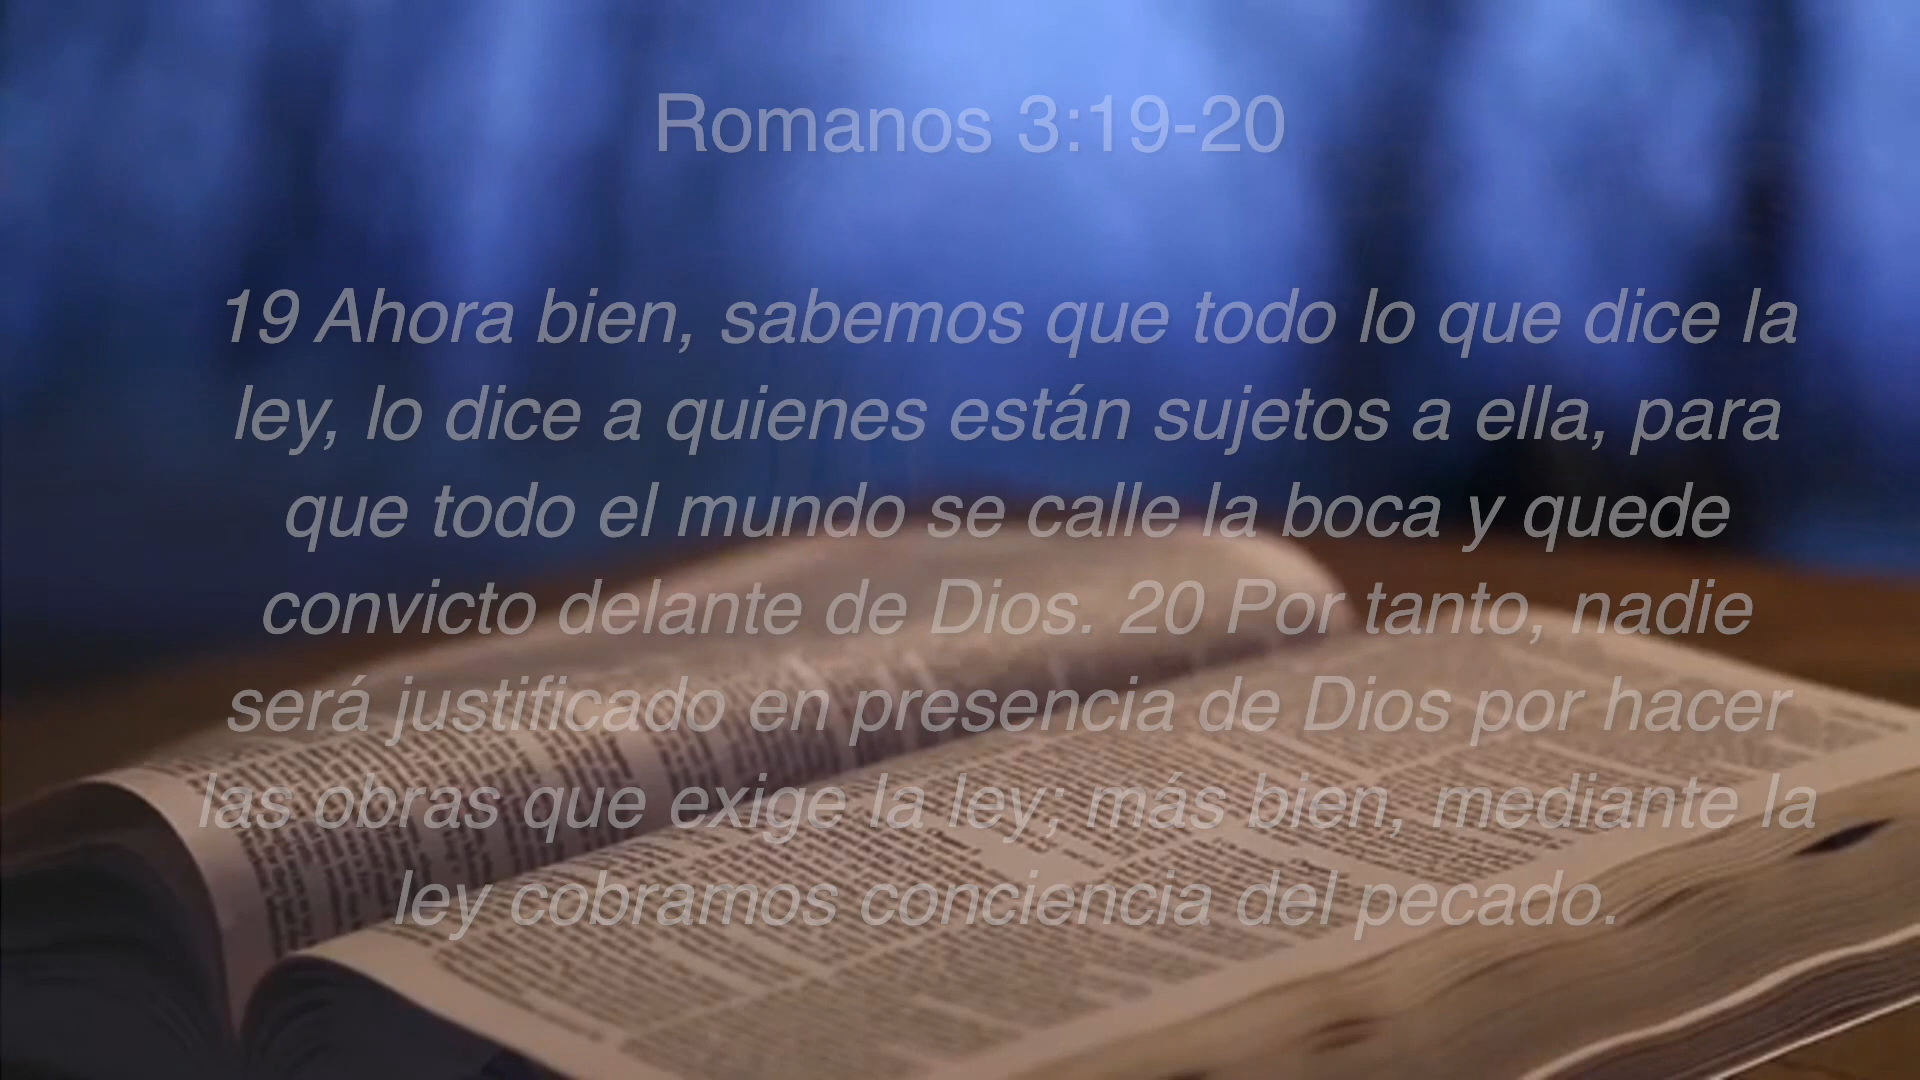 Romanos 3:19-20
19 Ahora bien, sabemos que todo lo que dice la
ley, lo dice a quienes están sujetos a ella, para
que todo el mundo se calle la boca y quede
convicto delante de Dios. 20 Por tanto, nadie
será justificado en presencia de Dios por hacer
las obras que exige la ley; más bien, mediante la
ley cobramos conciencia del pecado.